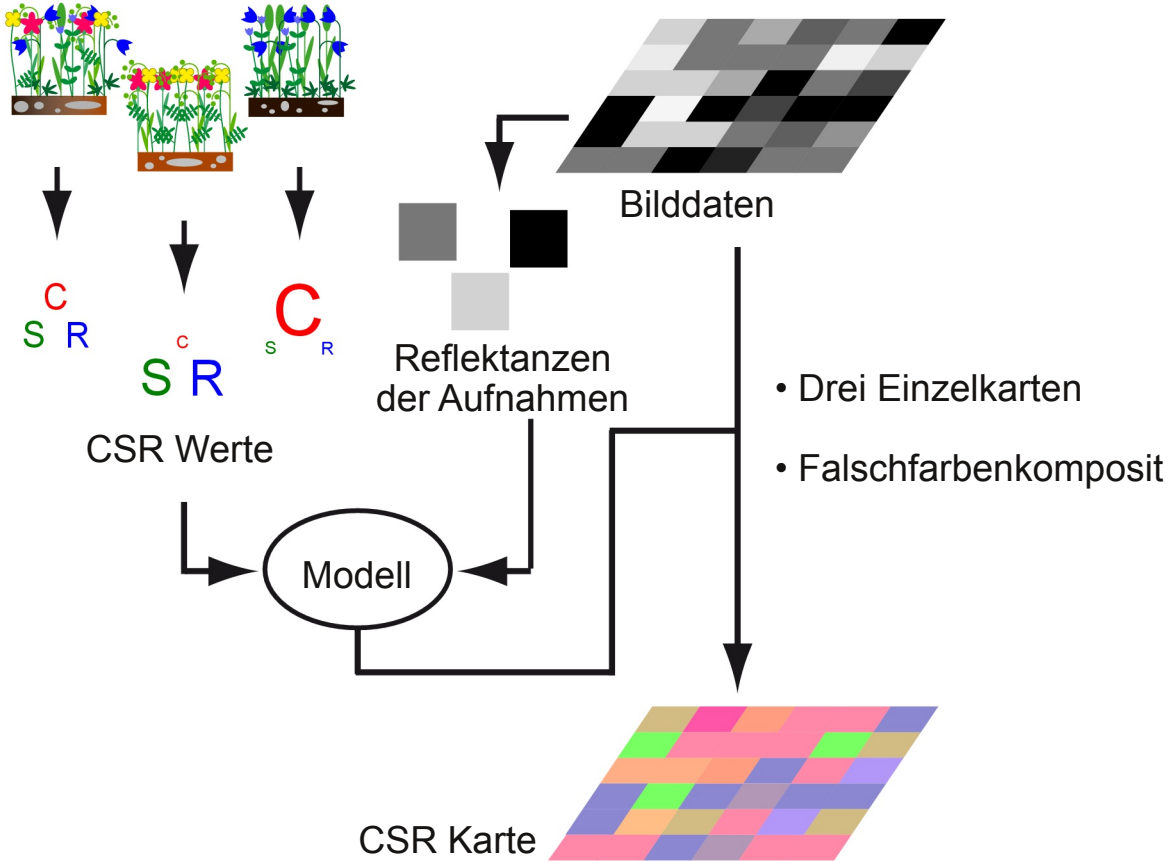 Bilddaten
C
S R
C
S R
C
S R
Reflektanzen
der Aufnahmen
• Drei Einzelkarten
• Falschfarbenkomposit
CSR Werte
Modell
CSR Karte